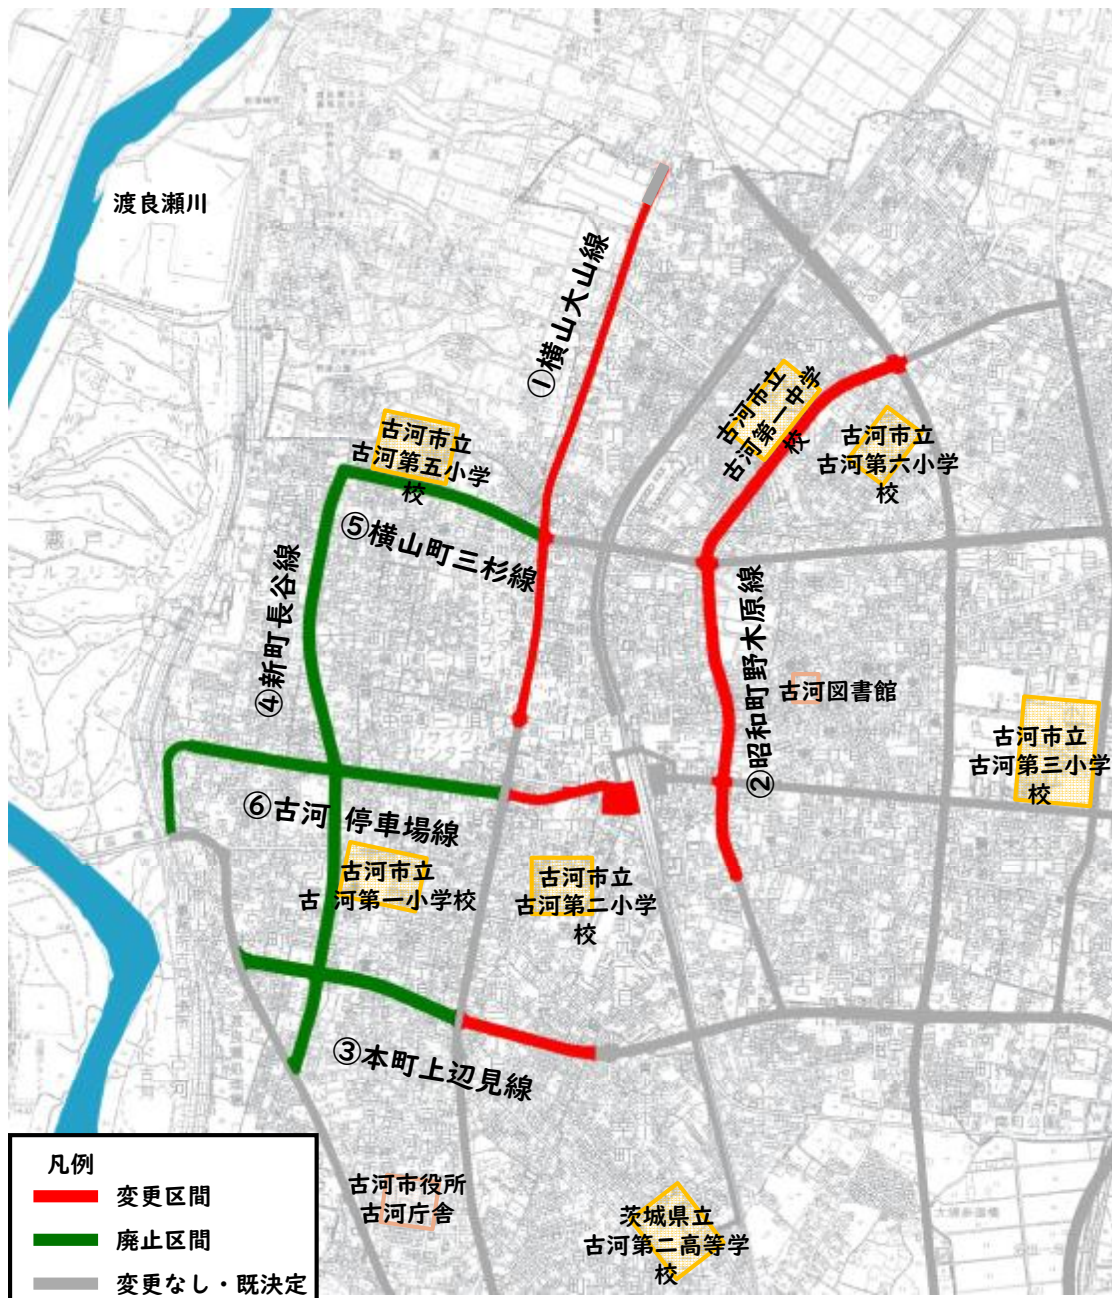 渡良瀬川
①横山大山線
古河市立
古河第一中学
校
古河市立
古河第六小学
校
古河市立
古河第五小学
校
⑤横山町三杉線
④新町長谷線
②昭和町野木原線
古河図書館
古河市立
古河第三小学
校
⑥古河 停車場線
古河市立
古 河第一小学校
古河市立
古河第二小学
校
③本町上辺見線
古河市役所
古河庁舎
茨城県立
古河第二高等学
校
凡例
変更区間
廃止区間
変更なし・既決定